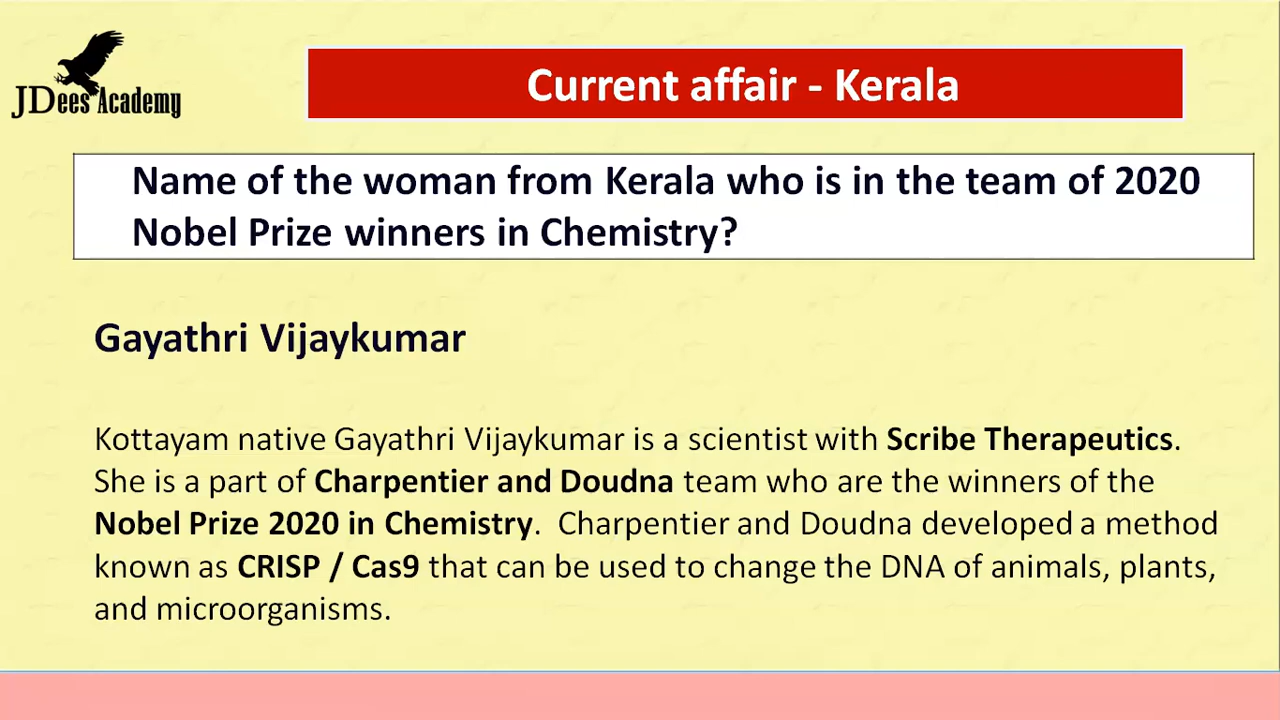 JDees Academy
Current affair - Kerala
Name of the woman from Kerala who is in the team of 2020
Nobel Prize winners in Chemistry?
Gayathri Vijaykumar
Kottayam native Gayathri Vijaykumar is a scientist with Scribe Therapeutics.
She is a part of Charpentier and Doudna team who are the winners of the
Nobel Prize 2020 in Chemistry. Charpentier and Doudna developed a method
known as CRISP / Cas9 that can be used to change the DNA of animals, plants,
and microorganisms.